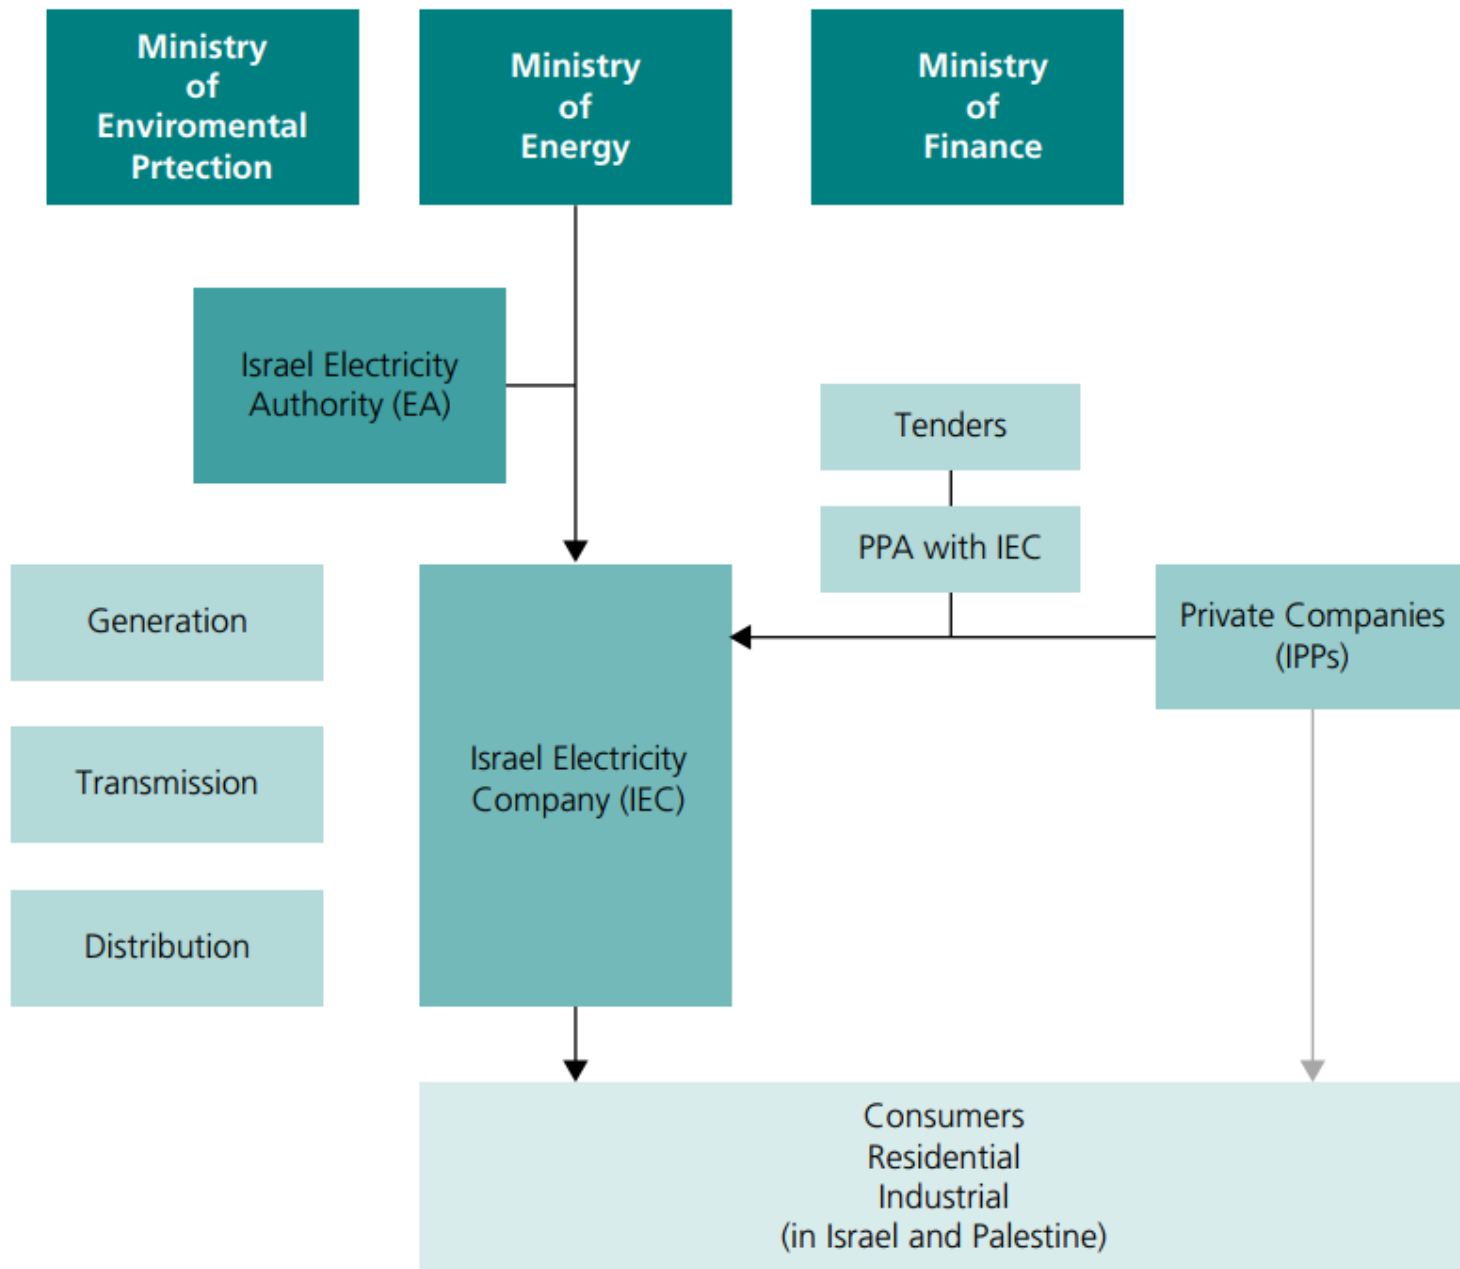 Ministry
of
Enviromental
Prtection
Ministry
of
Energy
Ministry
of
Finance
Israel Electricity
Authority (EA)
Tenders
PPA with IEC
Generation
Private Companies
(IPPs)
Transmission
Israel Electricity
Company (IEC)
Distribution
Consumers
Residential
Industrial
(in Israel and Palestine)